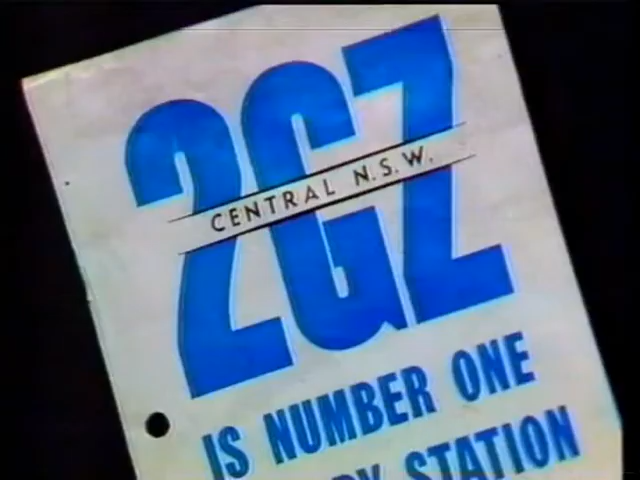 2GZ
CENTRAL N.S.W.
IS NUMBER ONE
STATION